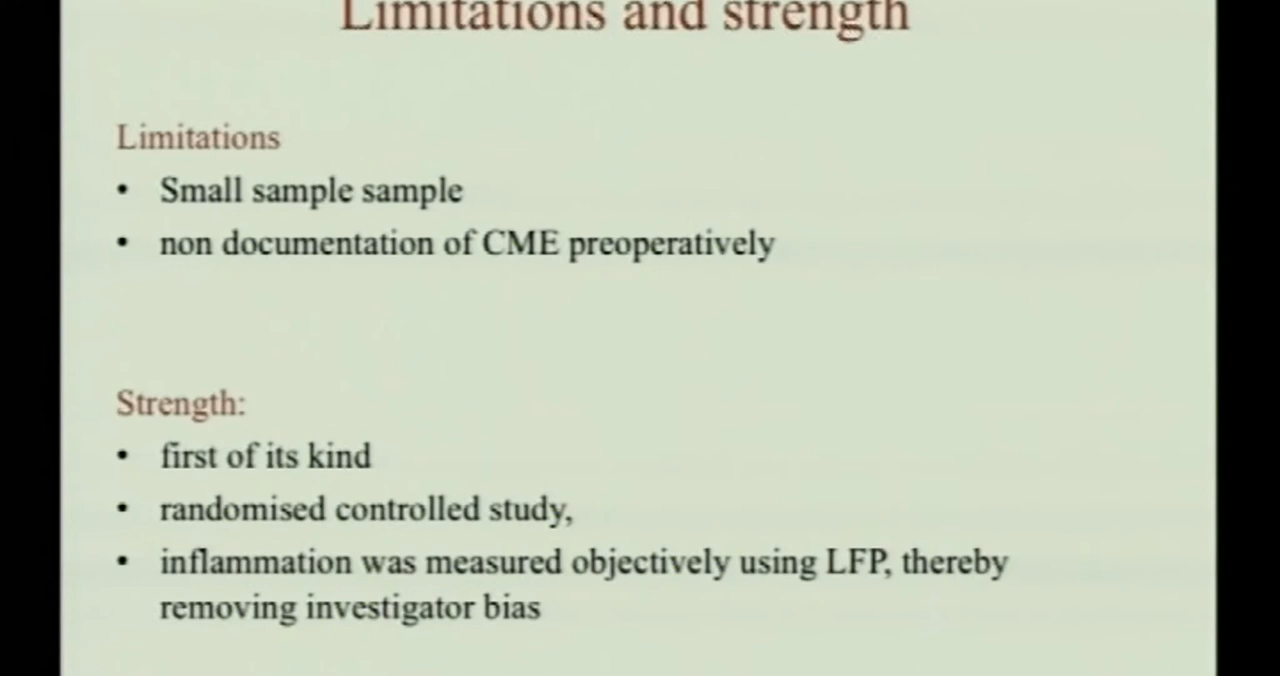 Limitations and strength
Limitations
• Small sample sample
• non documentation of CME preoperatively
Strength:
• first of its kind
• randomised controlled study,
• inflammation was measured objectively using LFP, thereby
removing investigator bias